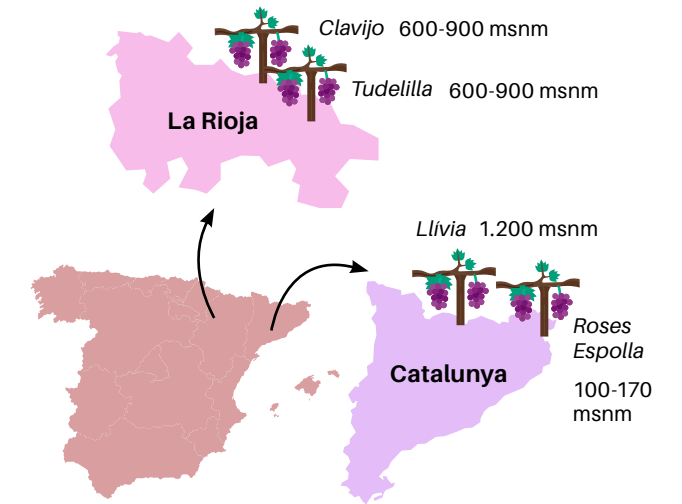 Clavijo 600-900 msnm
Tudelilla 600-900 msnm
La Rioja
Llívia 1.200 msnm
Roses
Espolla
Catalunya
100-170
msnm